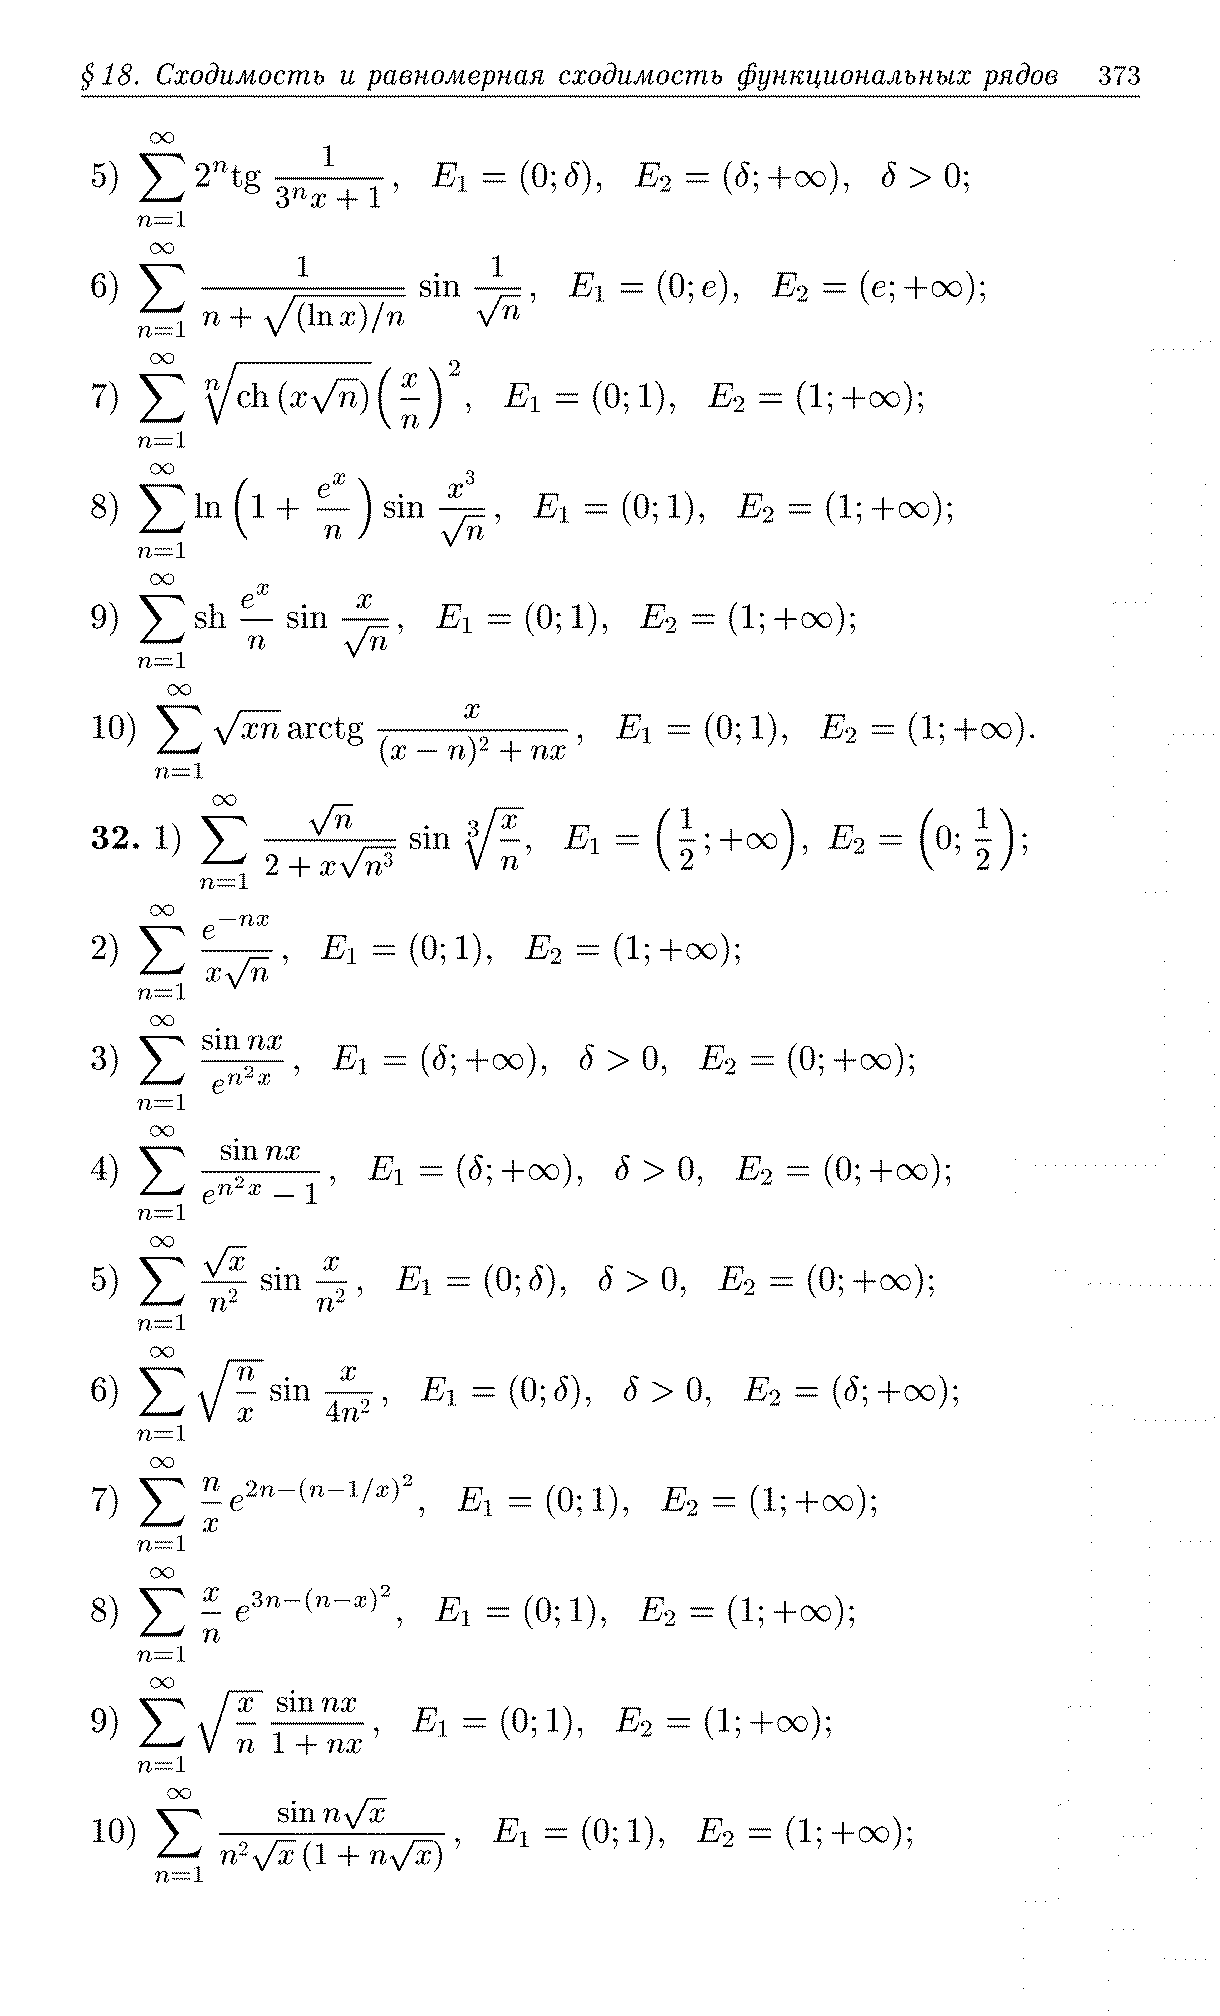 § 18. Сходимость и равномерная сходимость функциональных рядов 373
5) $\sum_{n=1}^{\infty} 2^n \operatorname{tg} \frac{1}{3^n x + 1}$, $E_1 = (0; \delta)$, $E_2 = (\delta; +\infty)$, $\delta > 0$;
6) $\sum_{n=1}^{\infty} \frac{1}{n + \sqrt{(\ln x)/n}} \sin \frac{1}{\sqrt{n}}$, $E_1 = (0; e)$, $E_2 = (e; +\infty)$;
7) $\sum_{n=1}^{\infty} \sqrt[n]{\operatorname{ch}(x\sqrt{n})} \left(\frac{x}{n}\right)^2$, $E_1 = (0; 1)$, $E_2 = (1; +\infty)$;
8) $\sum_{n=1}^{\infty} \ln\left(1 + \frac{e^x}{n}\right) \sin \frac{x^3}{\sqrt{n}}$, $E_1 = (0; 1)$, $E_2 = (1; +\infty)$;
9) $\sum_{n=1}^{\infty} \operatorname{sh} \frac{e^x}{n} \sin \frac{x}{\sqrt{n}}$, $E_1 = (0; 1)$, $E_2 = (1; +\infty)$;
10) $\sum_{n=1}^{\infty} \sqrt{xn} \operatorname{arctg} \frac{x}{(x-n)^2 + nx}$, $E_1 = (0; 1)$, $E_2 = (1; +\infty)$.
32. 1) $\sum_{n=1}^{\infty} \frac{\sqrt{n}}{2 + x\sqrt{n^3}} \sin \sqrt[3]{\frac{x}{n}}$, $E_1 = \left(\frac{1}{2}; +\infty\right)$, $E_2 = \left(0; \frac{1}{2}\right)$;
2) $\sum_{n=1}^{\infty} \frac{e^{-nx}}{x\sqrt{n}}$, $E_1 = (0; 1)$, $E_2 = (1; +\infty)$;
3) $\sum_{n=1}^{\infty} \frac{\sin nx}{e^{n^2 x}}$, $E_1 = (\delta; +\infty)$, $\delta > 0$, $E_2 = (0; +\infty)$;
4) $\sum_{n=1}^{\infty} \frac{\sin nx}{e^{n^2 x} - 1}$, $E_1 = (\delta; +\infty)$, $\delta > 0$, $E_2 = (0; +\infty)$;
5) $\sum_{n=1}^{\infty} \frac{\sqrt{x}}{n^2} \sin \frac{x}{n^2}$, $E_1 = (0; \delta)$, $\delta > 0$, $E_2 = (0; +\infty)$;
6) $\sum_{n=1}^{\infty} \sqrt{\frac{n}{x}} \sin \frac{x}{4n^2}$, $E_1 = (0; \delta)$, $\delta > 0$, $E_2 = (\delta; +\infty)$;
7) $\sum_{n=1}^{\infty} \frac{n}{x} e^{2n-(n-1/x)^2}$, $E_1 = (0; 1)$, $E_2 = (1; +\infty)$;
8) $\sum_{n=1}^{\infty} \frac{x}{n} e^{3n-(n-x)^2}$, $E_1 = (0; 1)$, $E_2 = (1; +\infty)$;
9) $\sum_{n=1}^{\infty} \sqrt{\frac{x}{n}} \frac{\sin nx}{1 + nx}$, $E_1 = (0; 1)$, $E_2 = (1; +\infty)$;
10) $\sum_{n=1}^{\infty} \frac{\sin n\sqrt{x}}{n^2\sqrt{x}(1 + n\sqrt{x})}$, $E_1 = (0; 1)$, $E_2 = (1; +\infty)$;